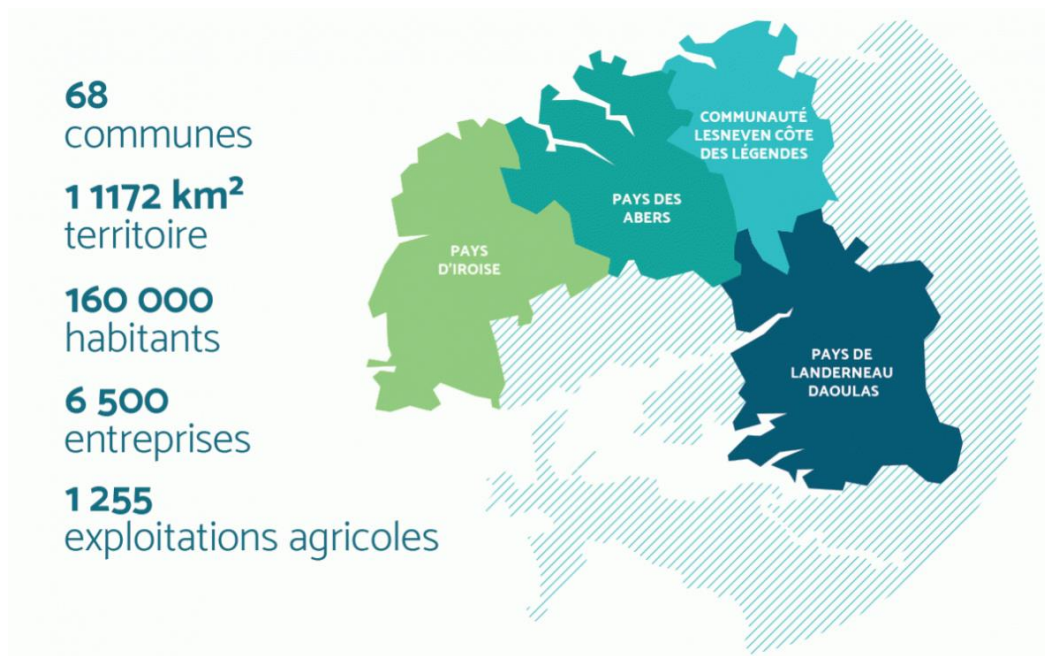 68
communes
1 1172 km²
territoire
160 000
habitants
6 500
entreprises
1 255
exploitations agricoles
PAYS
D'IROISE
PAYS DES
ABERS
COMMUNAUTÉ
LESNEVEN CÔTE
DES LÉGENDES
PAYS DE
LANDERNEAU
DAOULAS